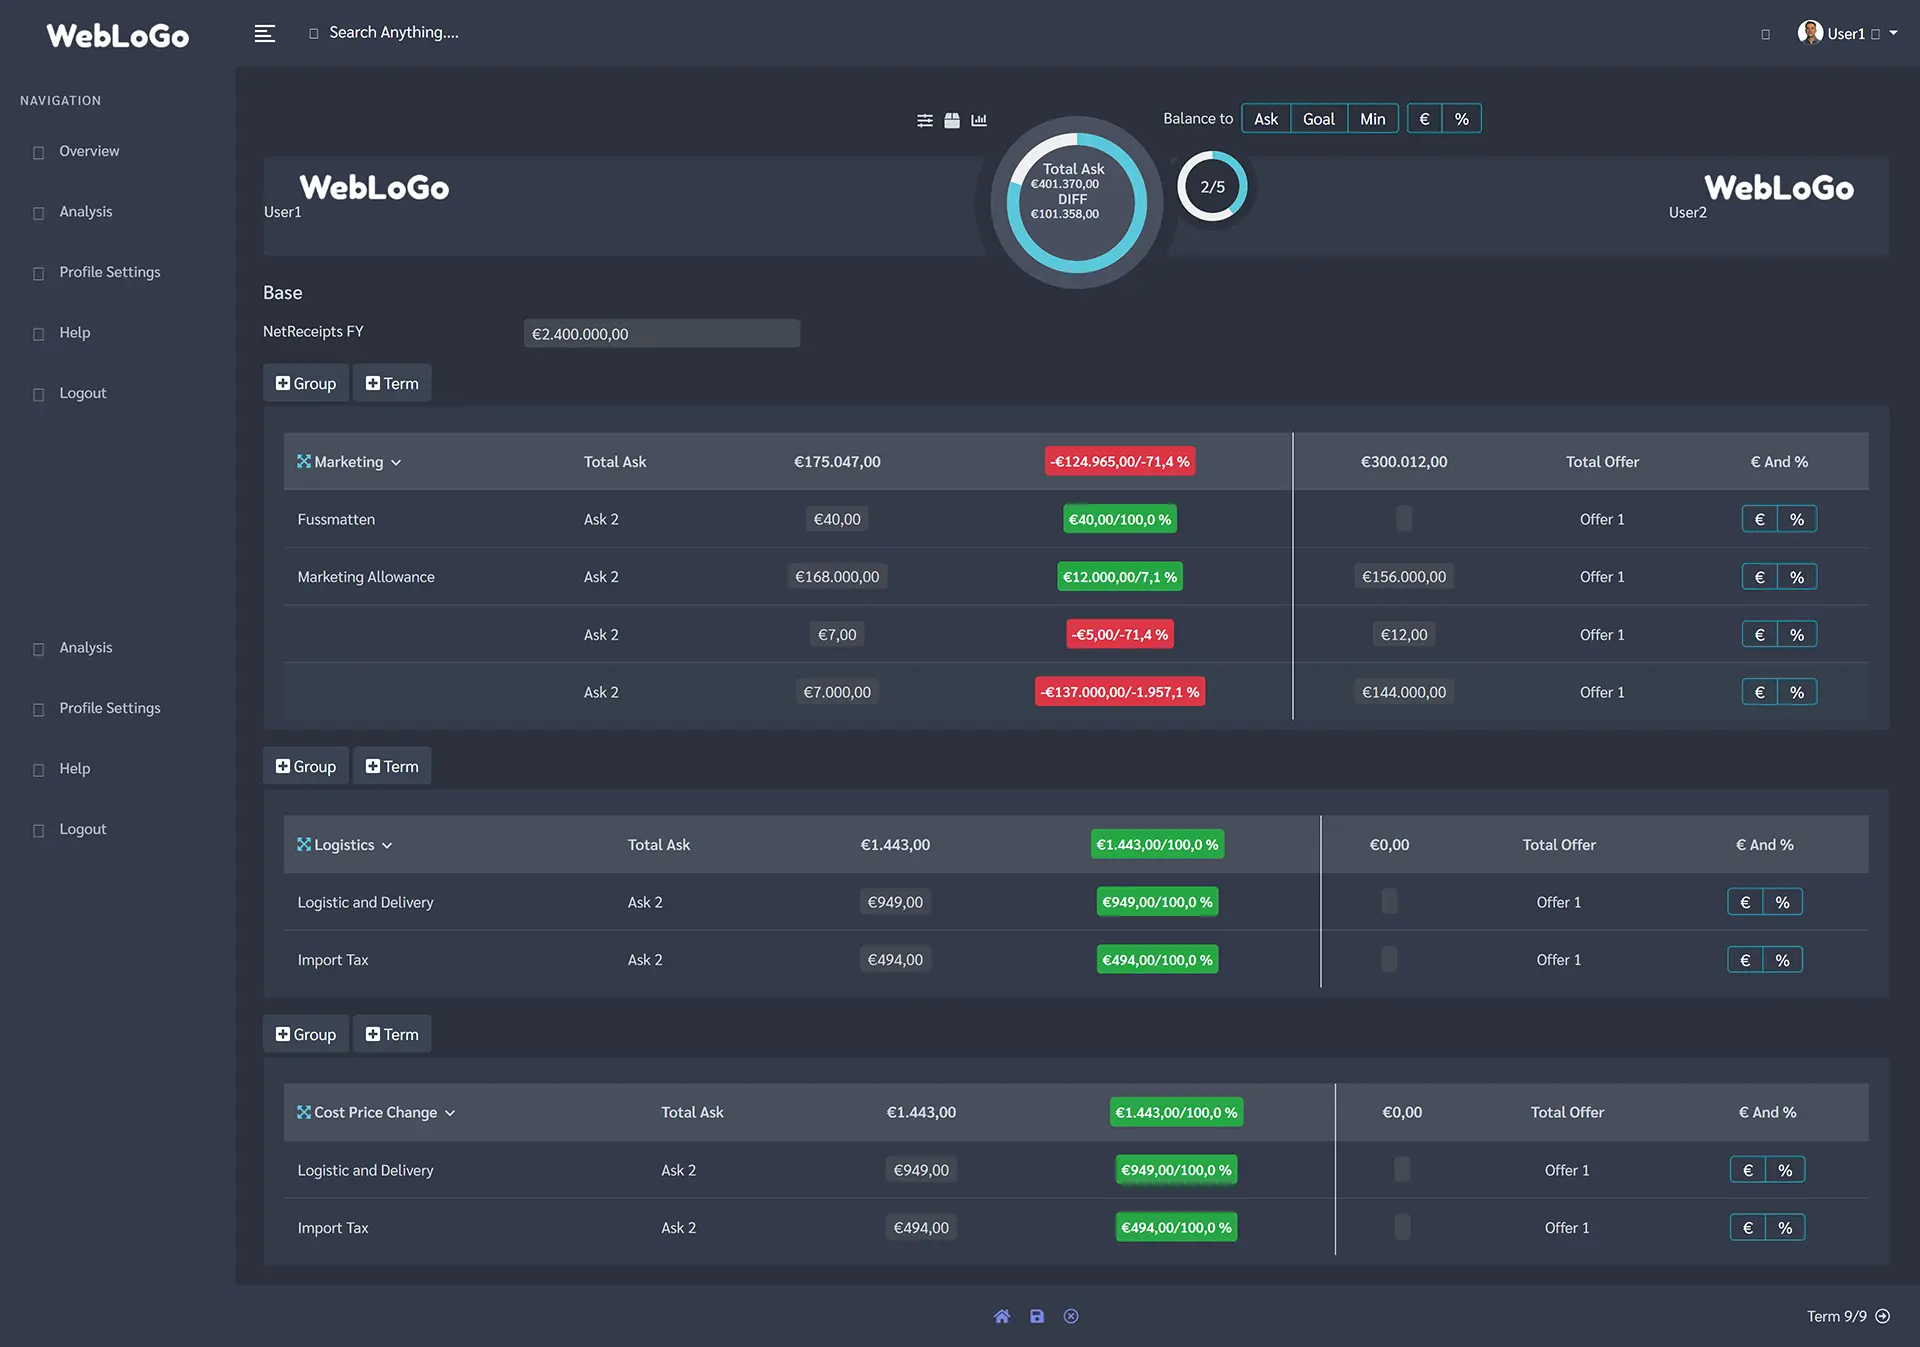 WebLoGo
Search Anything....
User1
NAVIGATION
Overview
Analysis
Profile Settings
Help
Logout
Analysis
Profile Settings
Help
Logout
Balance to Ask Goal Min € %
WebLoGo
User1
Total Ask
€401.370,00
DIFF
€101.358,00
2/5
WebLoGo
User2
Base
NetReceipts FY €2.400.000,00
Group Term
Marketing Total Ask €175.047,00 -€124.965,00/-71,4 % €300.012,00 Total Offer € And %
Fussmatten Ask 2 €40,00 €40,00/100,0 % Offer 1 € %
Marketing Allowance Ask 2 €168.000,00 €12.000,00/7,1 % €156.000,00 Offer 1 € %
Ask 2 €7,00 -€5,00/-71,4 % €12,00 Offer 1 € %
Ask 2 €7.000,00 -€137.000,00/-1.957,1 % €144.000,00 Offer 1 € %
Group Term
Logistics Total Ask €1.443,00 €1.443,00/100,0 % €0,00 Total Offer € And %
Logistic and Delivery Ask 2 €949,00 €949,00/100,0 % Offer 1 € %
Import Tax Ask 2 €494,00 €494,00/100,0 % Offer 1 € %
Group Term
Cost Price Change Total Ask €1.443,00 €1.443,00/100,0 % €0,00 Total Offer € And %
Logistic and Delivery Ask 2 €949,00 €949,00/100,0 % Offer 1 € %
Import Tax Ask 2 €494,00 €494,00/100,0 % Offer 1 € %
Term 9/9